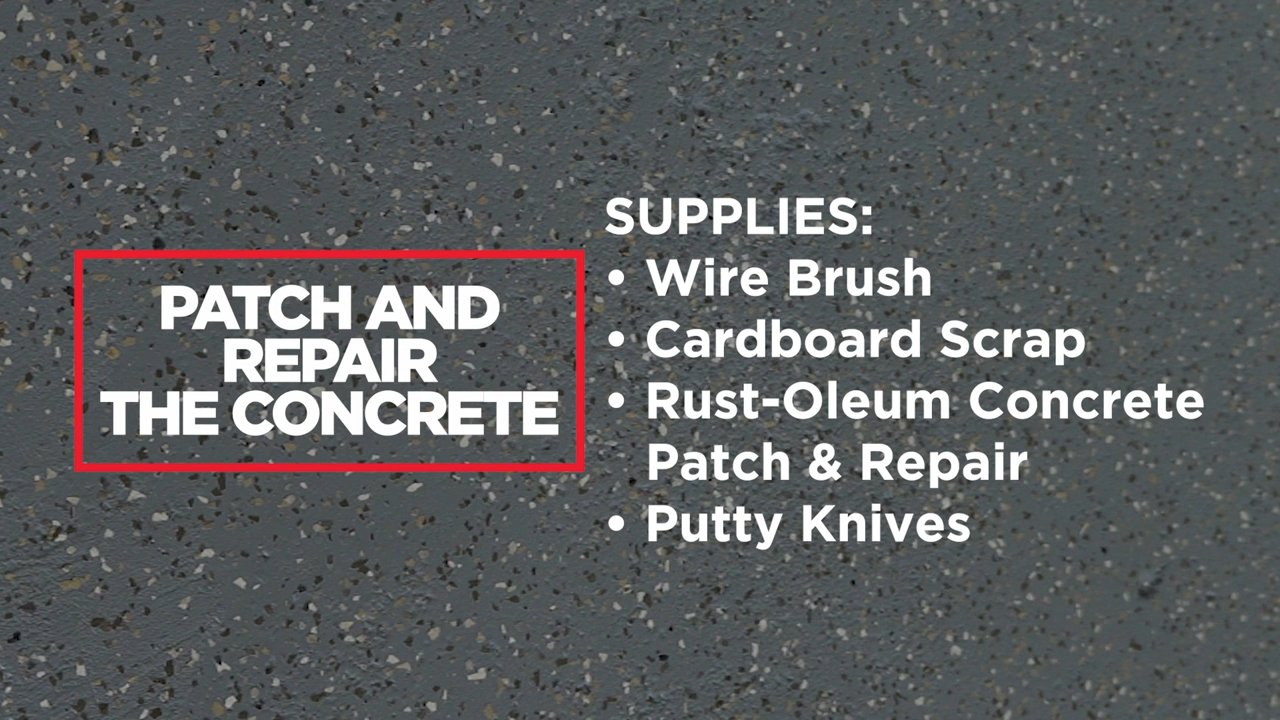 PATCH AND
REPAIR
THE CONCRETE
SUPPLIES:
• Wire Brush
• Cardboard Scrap
• Rust-Oleum Concrete
Patch & Repair
• Putty Knives